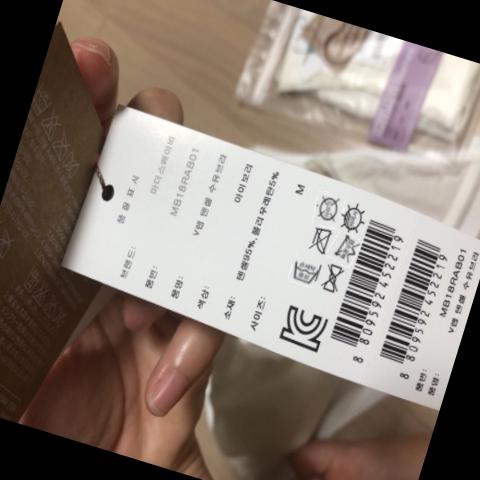 품 질 표 시
브랜드: 마더스베이비
품번: MB18RAB01
품명: V랩 텐셀 수유브라
색상: 아이보리
소재: 텐셀95%, 폴리우레탄5%
사이즈: M
8 809592 452219
8 809592 452219
품번: MB18RAB01
품명: V랩 텐셀 수유브라